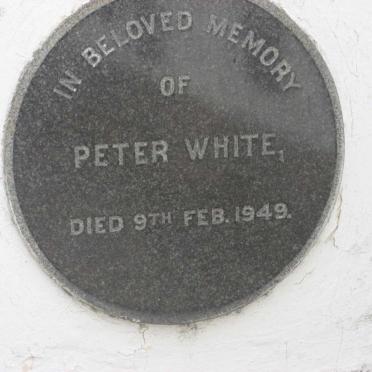 IN BELOVED MEMORY
OF
PETER WHITE,
DIED 9TH FEB. 1949.